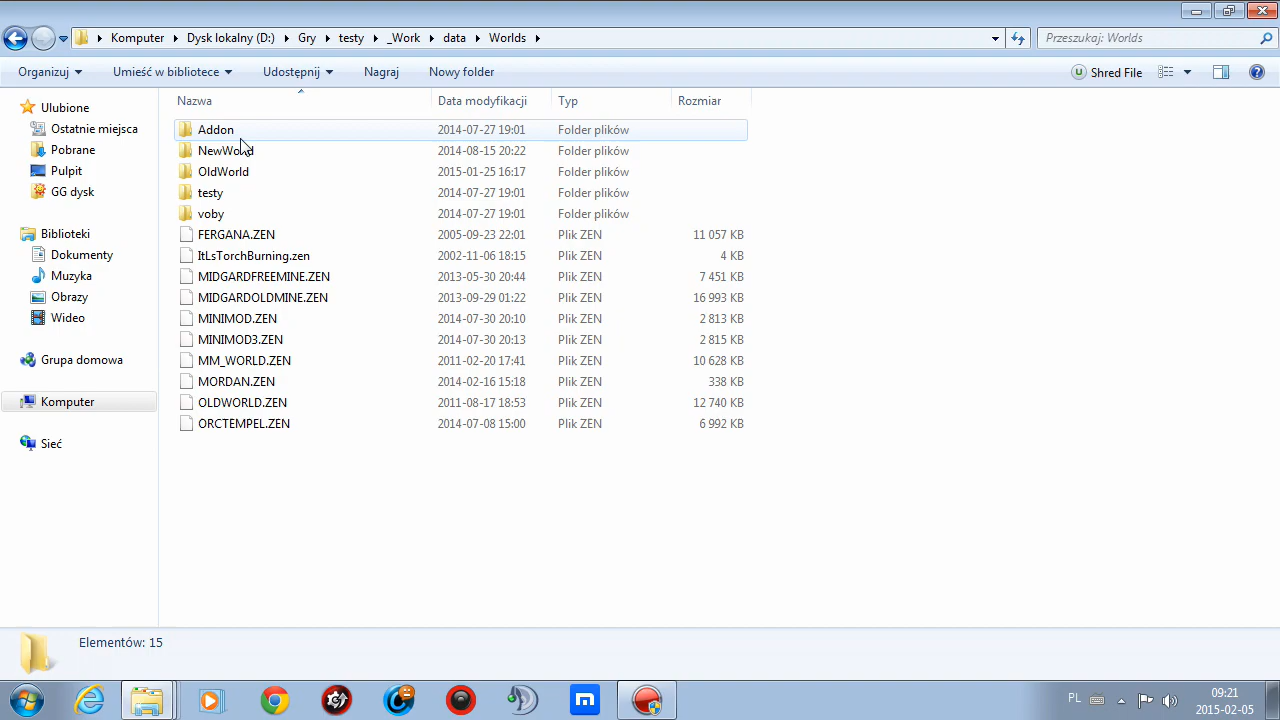 Komputer Dysk lokalny (D:) Gry testy _Work data Worlds
Przeszukaj: Worlds
Organizuj Umieść w bibliotece Udostępnij Nagraj Nowy folder Shred File
Nazwa Data modyfikacji Typ Rozmiar
Ulubione
Ostatnie miejsca
Pobrane
Pulpit
GG dysk
Biblioteki
Dokumenty
Muzyka
Obrazy
Wideo
Grupa domowa
Komputer
Sieć
Addon 2014-07-27 19:01 Folder plików
NewWorld 2014-08-15 20:22 Folder plików
OldWorld 2015-01-25 16:17 Folder plików
testy 2014-07-27 19:01 Folder plików
voby 2014-07-27 19:01 Folder plików
FERGANA.ZEN 2005-09-23 22:01 Plik ZEN 11 057 KB
ItLsTorchBurning.zen 2002-11-06 18:15 Plik ZEN 4 KB
MIDGARDFREEMINE.ZEN 2013-05-30 20:44 Plik ZEN 7 451 KB
MIDGARDOLDMINE.ZEN 2013-09-29 01:22 Plik ZEN 16 993 KB
MINIMOD.ZEN 2014-07-30 20:10 Plik ZEN 2 813 KB
MINIMOD3.ZEN 2014-07-30 20:13 Plik ZEN 2 815 KB
MM_WORLD.ZEN 2011-02-20 17:41 Plik ZEN 10 628 KB
MORDAN.ZEN 2014-02-16 15:18 Plik ZEN 338 KB
OLDWORLD.ZEN 2011-08-17 18:53 Plik ZEN 12 740 KB
ORCTEMPEL.ZEN 2014-07-08 15:00 Plik ZEN 6 992 KB
Elementów: 15
PL
09:21
2015-02-05